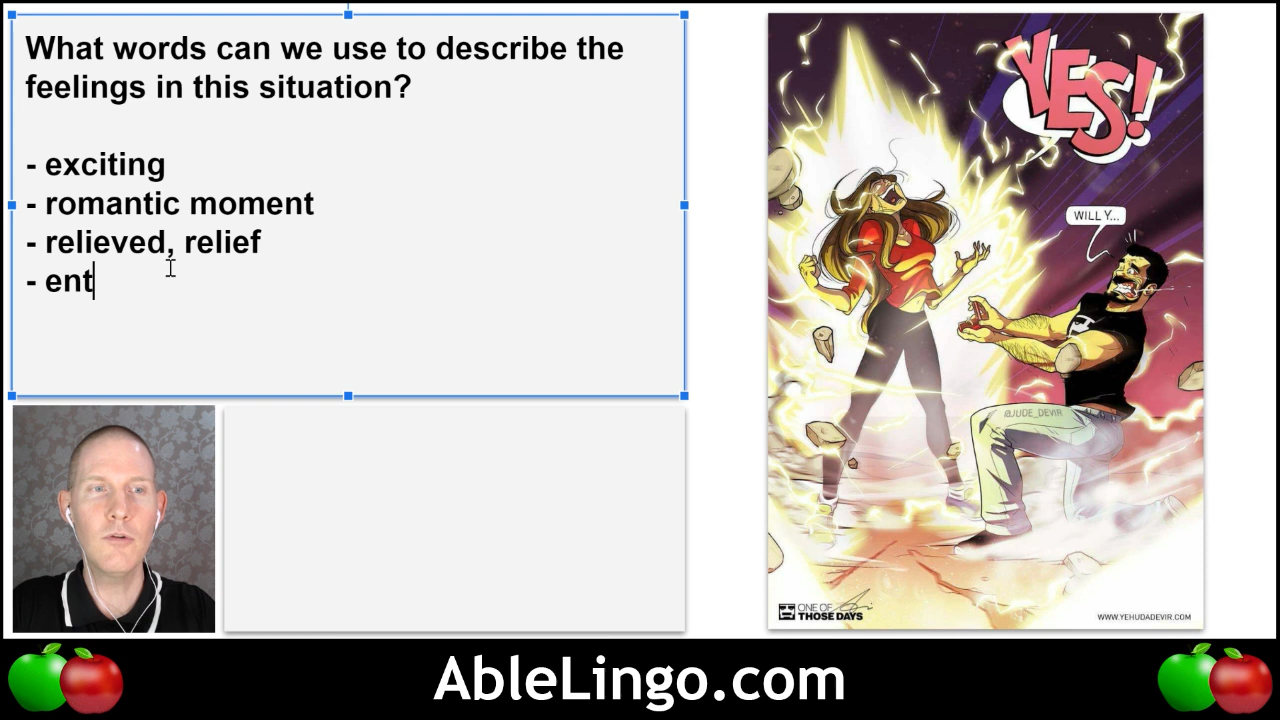 What words can we use to describe the
feelings in this situation?
- exciting
- romantic moment
- relieved, relief
- ent
YES!
WILL Y...
@JUDE_DEVIR
ONE OF
THOSE DAYS
WWW.YEHUDADEVIR.COM
AbleLingo.com